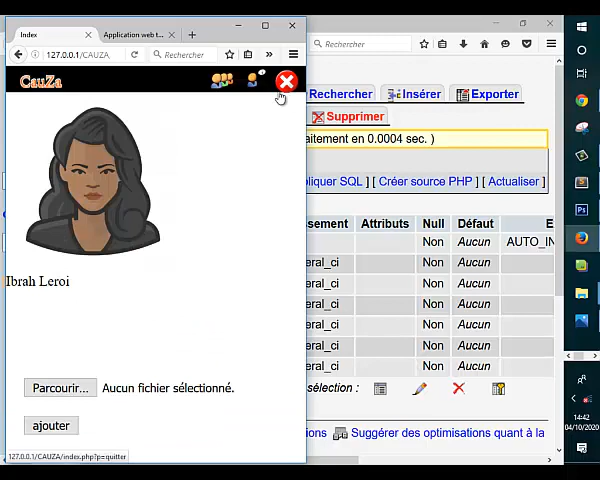 Index
Application web t...
127.0.0.1/CAUZA,
Rechercher
Rechercher
CauZa
Ibrah Leroi
Parcourir... Aucun fichier sélectionné.
ajouter
127.0.0.1/CAUZA/index.php?p=quitter
Rechercher Insérer Exporter
Supprimer
aitement en 0.0004 sec. )
pliquer SQL ] [ Créer source PHP ] [ Actualiser ]
ssement Attributs Null Défaut E
Non Aucun AUTO_IN
eral_ci Non Aucun
eral_ci Non Aucun
eral_ci Non Aucun
eral_ci Non Aucun
eral_ci Non Aucun
eral_ci Non Aucun
sélection :
ions Suggérer des optimisations quant à la
14:42
04/10/2020